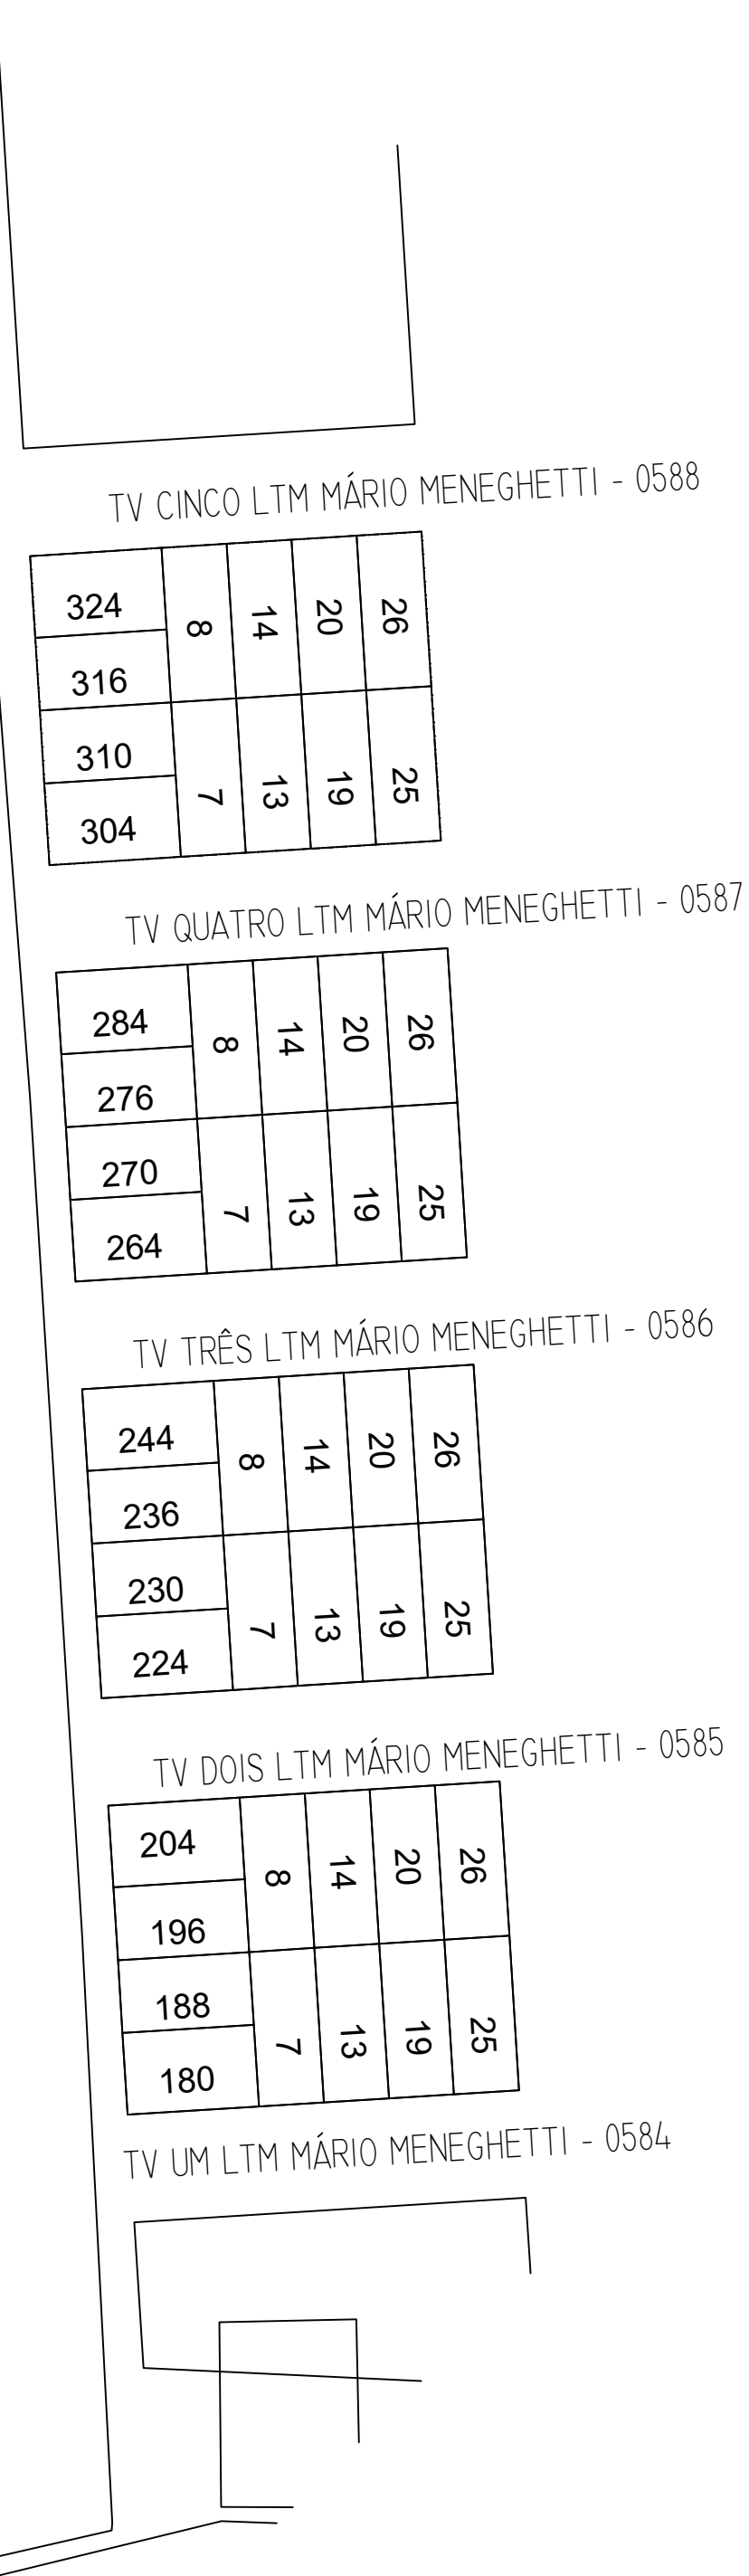 TV CINCO LTM MÁRIO MENEGHETTI - 0588
324
316
310
304
8 14 20 26
7 13 19 25
TV QUATRO LTM MÁRIO MENEGHETTI - 0587
284
276
270
264
8 14 20 26
7 13 19 25
TV TRÊS LTM MÁRIO MENEGHETTI - 0586
244
236
230
224
8 14 20 26
7 13 19 25
TV DOIS LTM MÁRIO MENEGHETTI - 0585
204
196
188
180
8 14 20 26
7 13 19 25
TV UM LTM MÁRIO MENEGHETTI - 0584